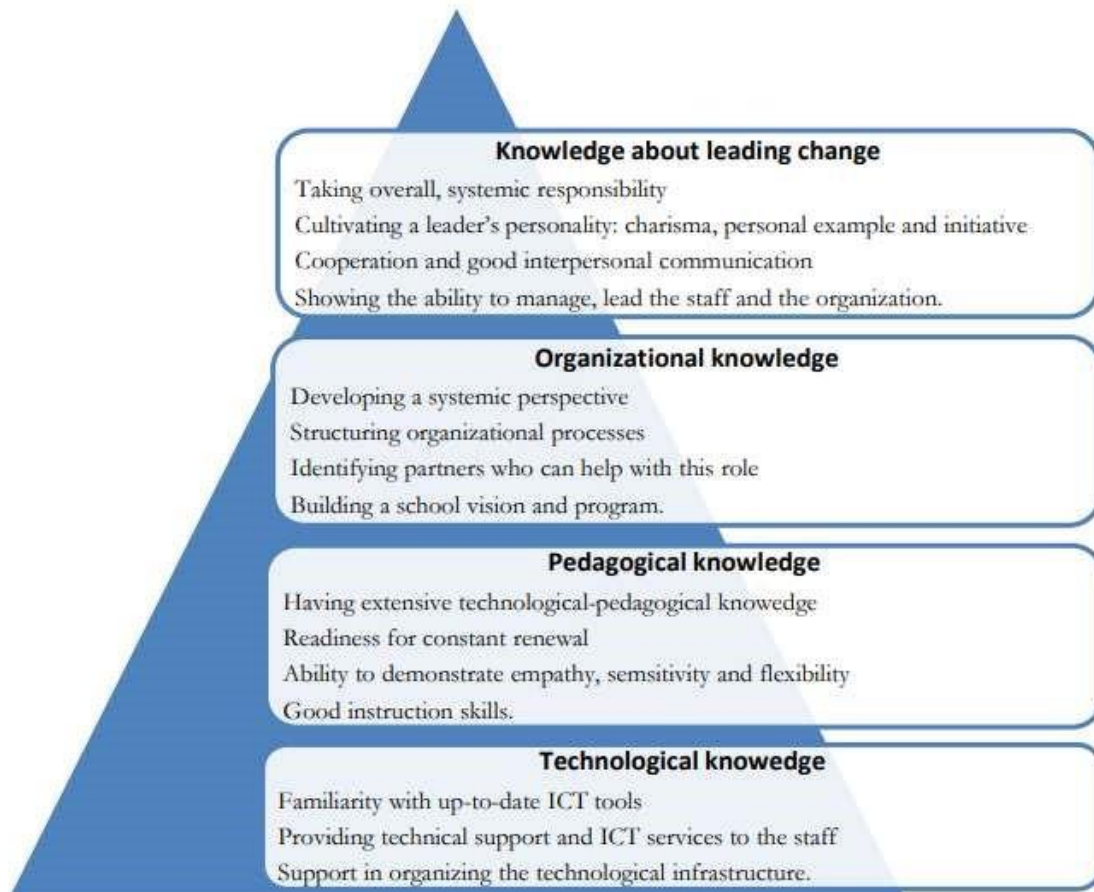 Knowledge about leading change
Taking overall, systemic responsibility
Cultivating a leader's personality: charisma, personal example and initiative
Cooperation and good interpersonal communication
Showing the ability to manage, lead the staff and the organization.
Organizational knowledge
Developing a systemic perspective
Structuring organizational processes
Identifying partners who can help with this role
Building a school vision and program.
Pedagogical knowledge
Having extensive technological-pedagogical knowedge
Readiness for constant renewal
Ability to demonstrate empathy, semsitivity and flexibility
Good instruction skills.
Technological knowedge
Familiarity with up-to-date ICT tools
Providing technical support and ICT services to the staff
Support in organizing the technological infrastructure.